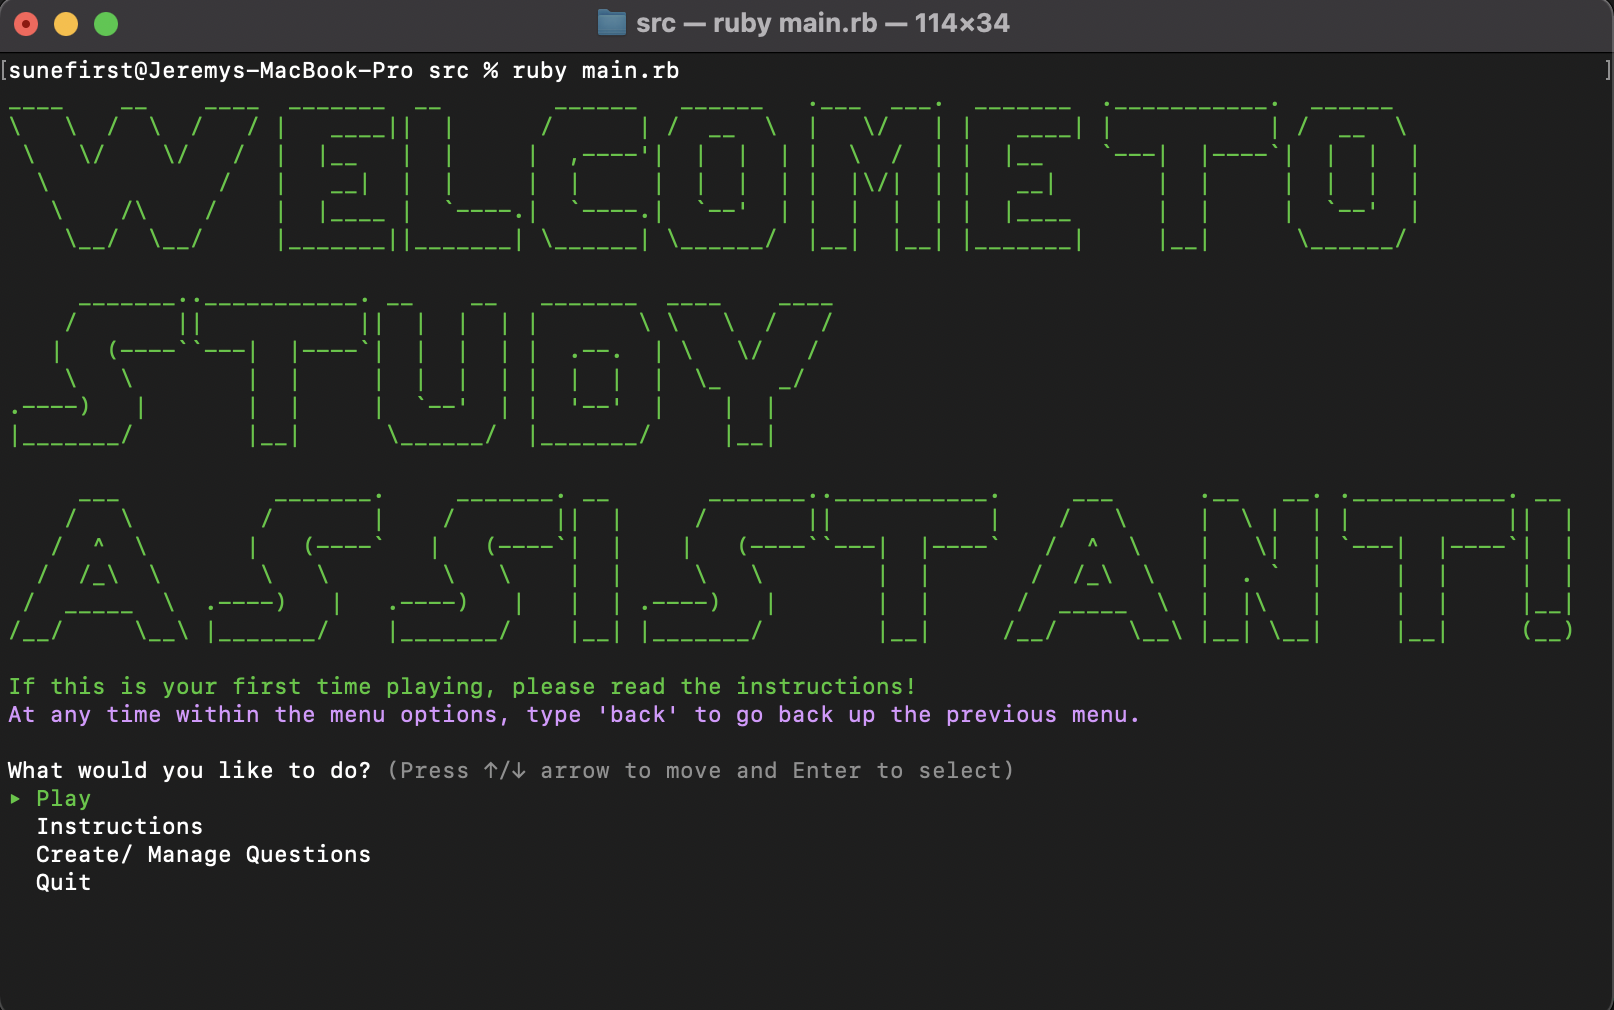 src — ruby main.rb — 114×34
[sunefirst@Jeremys-MacBook-Pro src % ruby main.rb ]
WELCOME TO
STUDY
ASSISTANT!
If this is your first time playing, please read the instructions!
At any time within the menu options, type 'back' to go back up the previous menu.
What would you like to do? (Press ↑/↓ arrow to move and Enter to select)
‣ Play
Instructions
Create/ Manage Questions
Quit